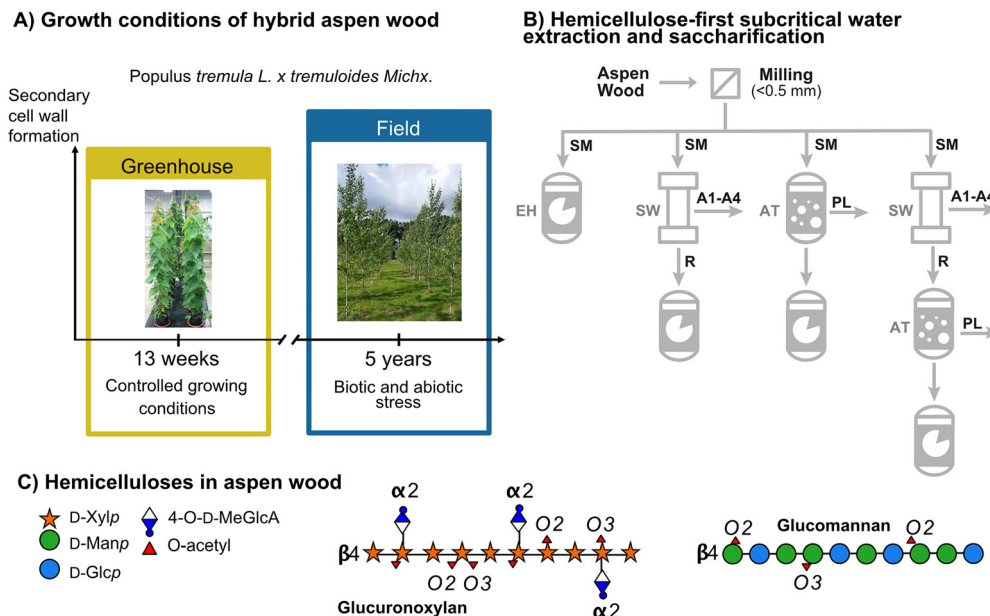 A) Growth conditions of hybrid aspen wood
Populus tremula L. x tremuloides Michx.
Secondary
cell wall
formation
Greenhouse
Field
13 weeks
Controlled growing
conditions
5 years
Biotic and abiotic
stress
B) Hemicellulose-first subcritical water
extraction and saccharification
Aspen
Wood
Milling
(<0.5 mm)
SM
SM
SM
SM
EH
SW
A1-A4
AT
PL
SW
A1-A4
R
R
AT
PL
C) Hemicelluloses in aspen wood
D-Xylp
D-Manp
D-Glcp
4-O-D-MeGlcA
O-acetyl
α2
α2
O2
O3
β4
O2
O3
α2
Glucuronoxylan
Glucomannan
O2
β4
O3